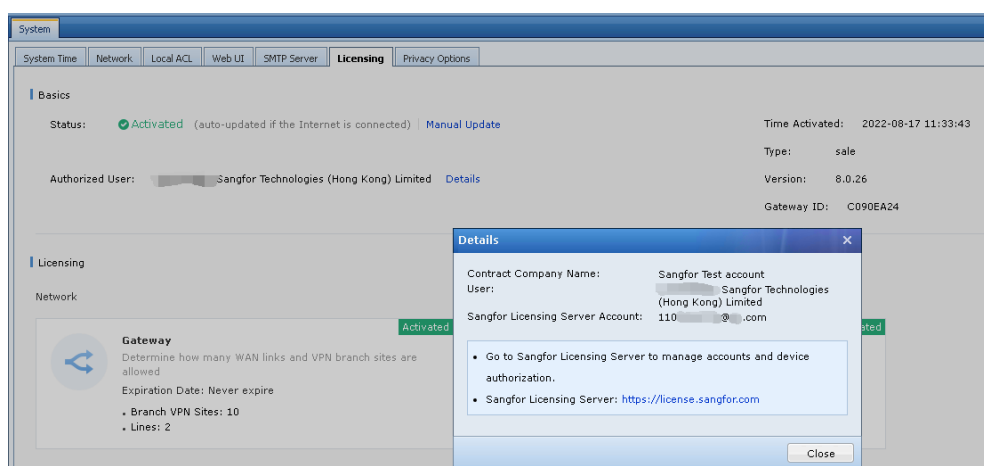 System
System Time Network Local ACL Web UI SMTP Server Licensing Privacy Options
Basics
Status: Activated (auto-updated if the Internet is connected) Manual Update
Time Activated: 2022-08-17 11:33:43
Type: sale
Authorized User: Sangfor Technologies (Hong Kong) Limited Details
Version: 8.0.26
Gateway ID: C090EA24
Licensing
Network
Activated
Gateway
Determine how many WAN links and VPN branch sites are
allowed
Expiration Date: Never expire
• Branch VPN Sites: 10
• Lines: 2
Details
Contract Company Name: Sangfor Test account
User: Sangfor Technologies
(Hong Kong) Limited
Sangfor Licensing Server Account: 110 @ .com
• Go to Sangfor Licensing Server to manage accounts and device
authorization.
• Sangfor Licensing Server: https://license.sangfor.com
Close
ated